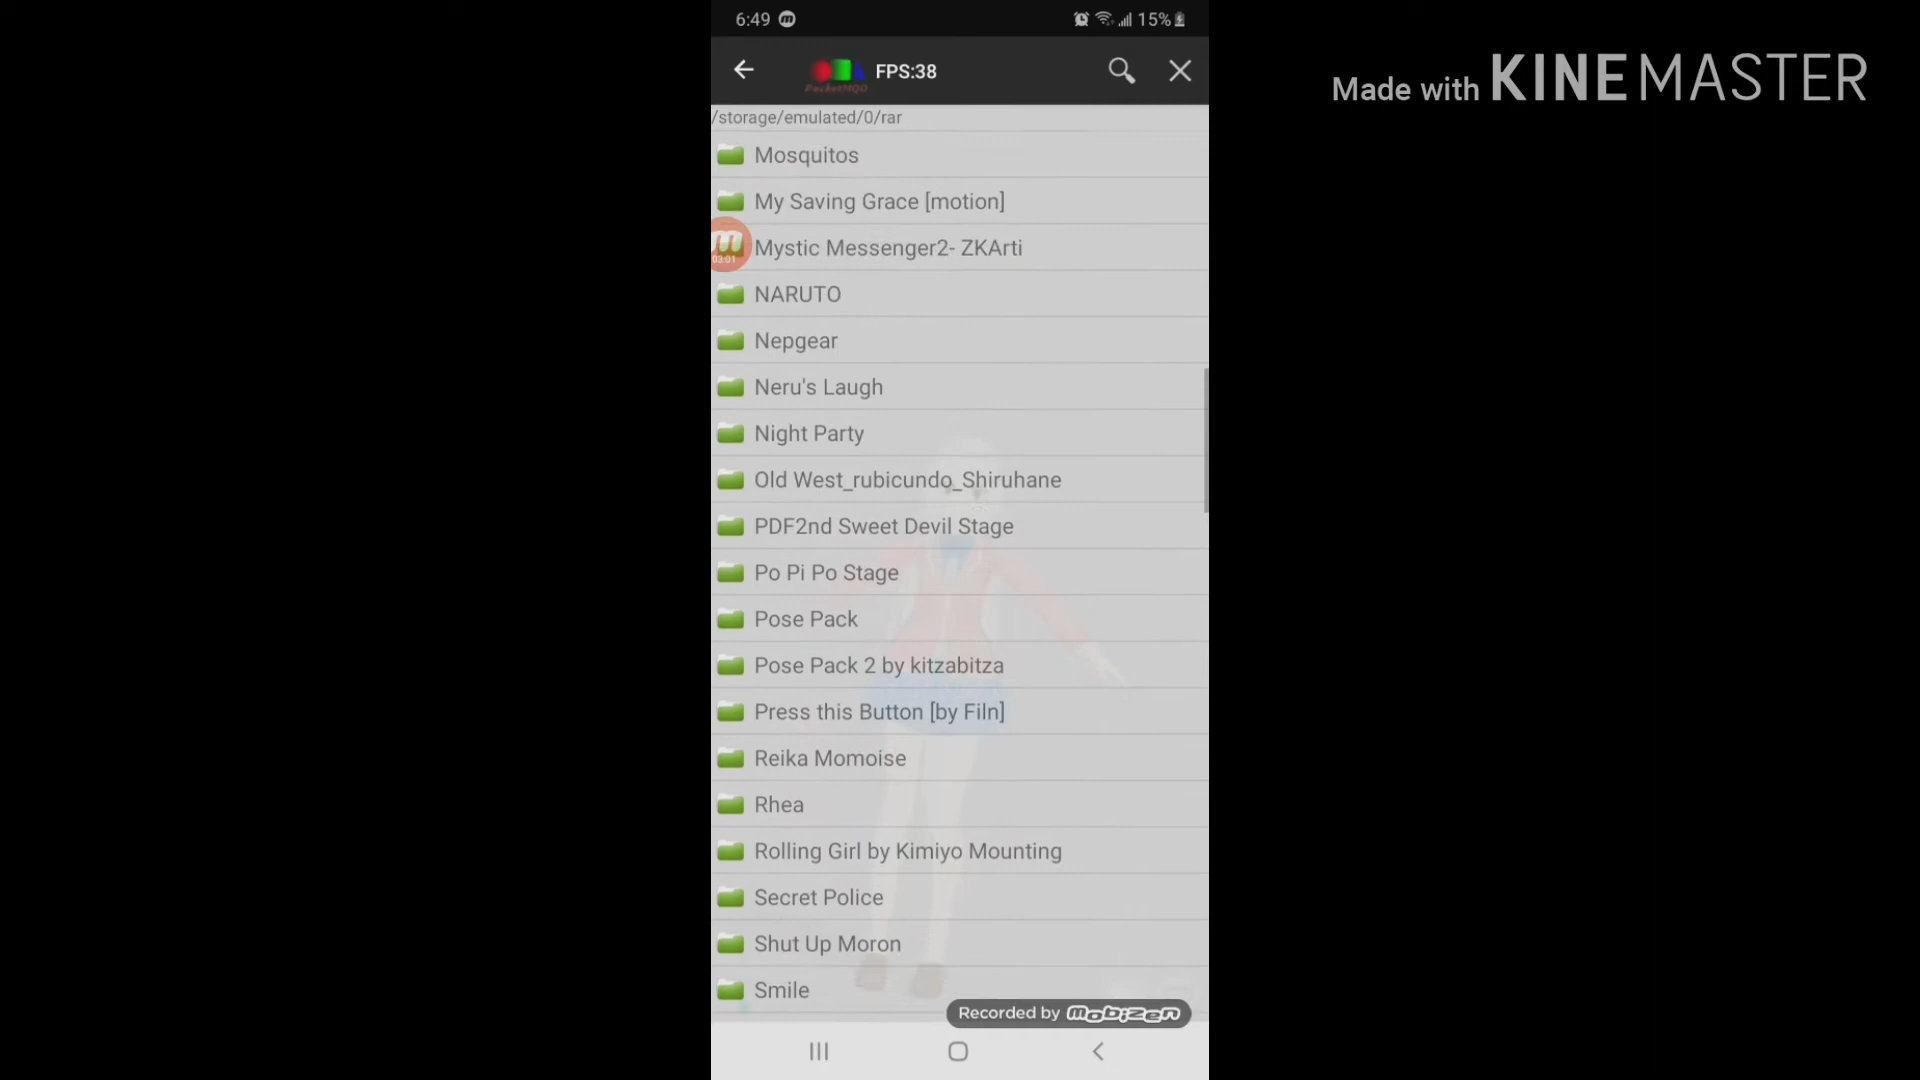 6:49
15%
Made with KINEMASTER
PocketMQO
FPS:38
/storage/emulated/0/rar
Mosquitos
My Saving Grace [motion]
m
03:01
Mystic Messenger2- ZKArti
NARUTO
Nepgear
Neru's Laugh
Night Party
Old West_rubicundo_Shiruhane
PDF2nd Sweet Devil Stage
Po Pi Po Stage
Pose Pack
Pose Pack 2 by kitzabitza
Press this Button [by Filn]
Reika Momoise
Rhea
Rolling Girl by Kimiyo Mounting
Secret Police
Shut Up Moron
Smile
Recorded by mobizen